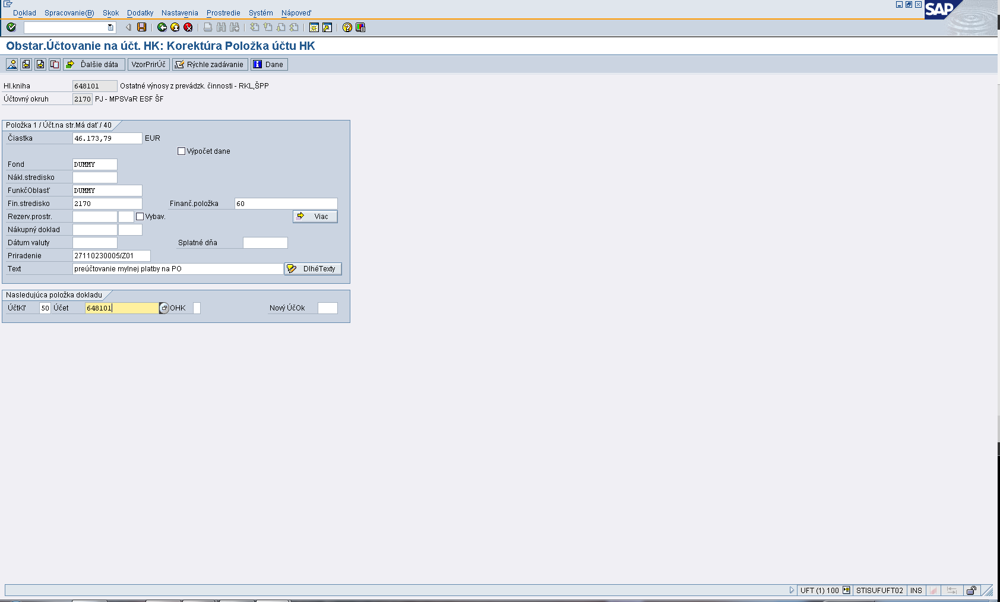 Doklad Spracovanie(B) Skok Dodatky Nastavenia Prostredie Systém Nápoveď
SAP
Obstar.Účtovanie na účt. HK: Korektúra Položka účtu HK
Ďalšie dáta VzorPrirÚč Rýchle zadávanie Dane
Hl.kniha 648101 Ostatné výnosy z prevádzk. činnosti - RKL,ŠPP
Účtovný okruh 2170 PJ - MPSVaR ESF ŠF
Položka 1 / Účt.na str.Má dať / 40
Čiastka 46.173,79 EUR
Výpočet dane
Fond DUMMY
Nákl.stredisko
FunkčOblasť DUMMY
Fin.stredisko 2170 Finanč.položka 60
Rezerv.prostr. Vybav. Viac
Nákupný doklad
Dátum valuty Splatné dňa
Priradenie 27110230005/Z01
Text preúčtovanie mylnej platby na PO DlhéTexty
Nasledujúca položka dokladu
ÚčtKľ 50 Účet 648101 OHK Nový ÚčOk
UFT (1) 100 STISUFUFT02 INS